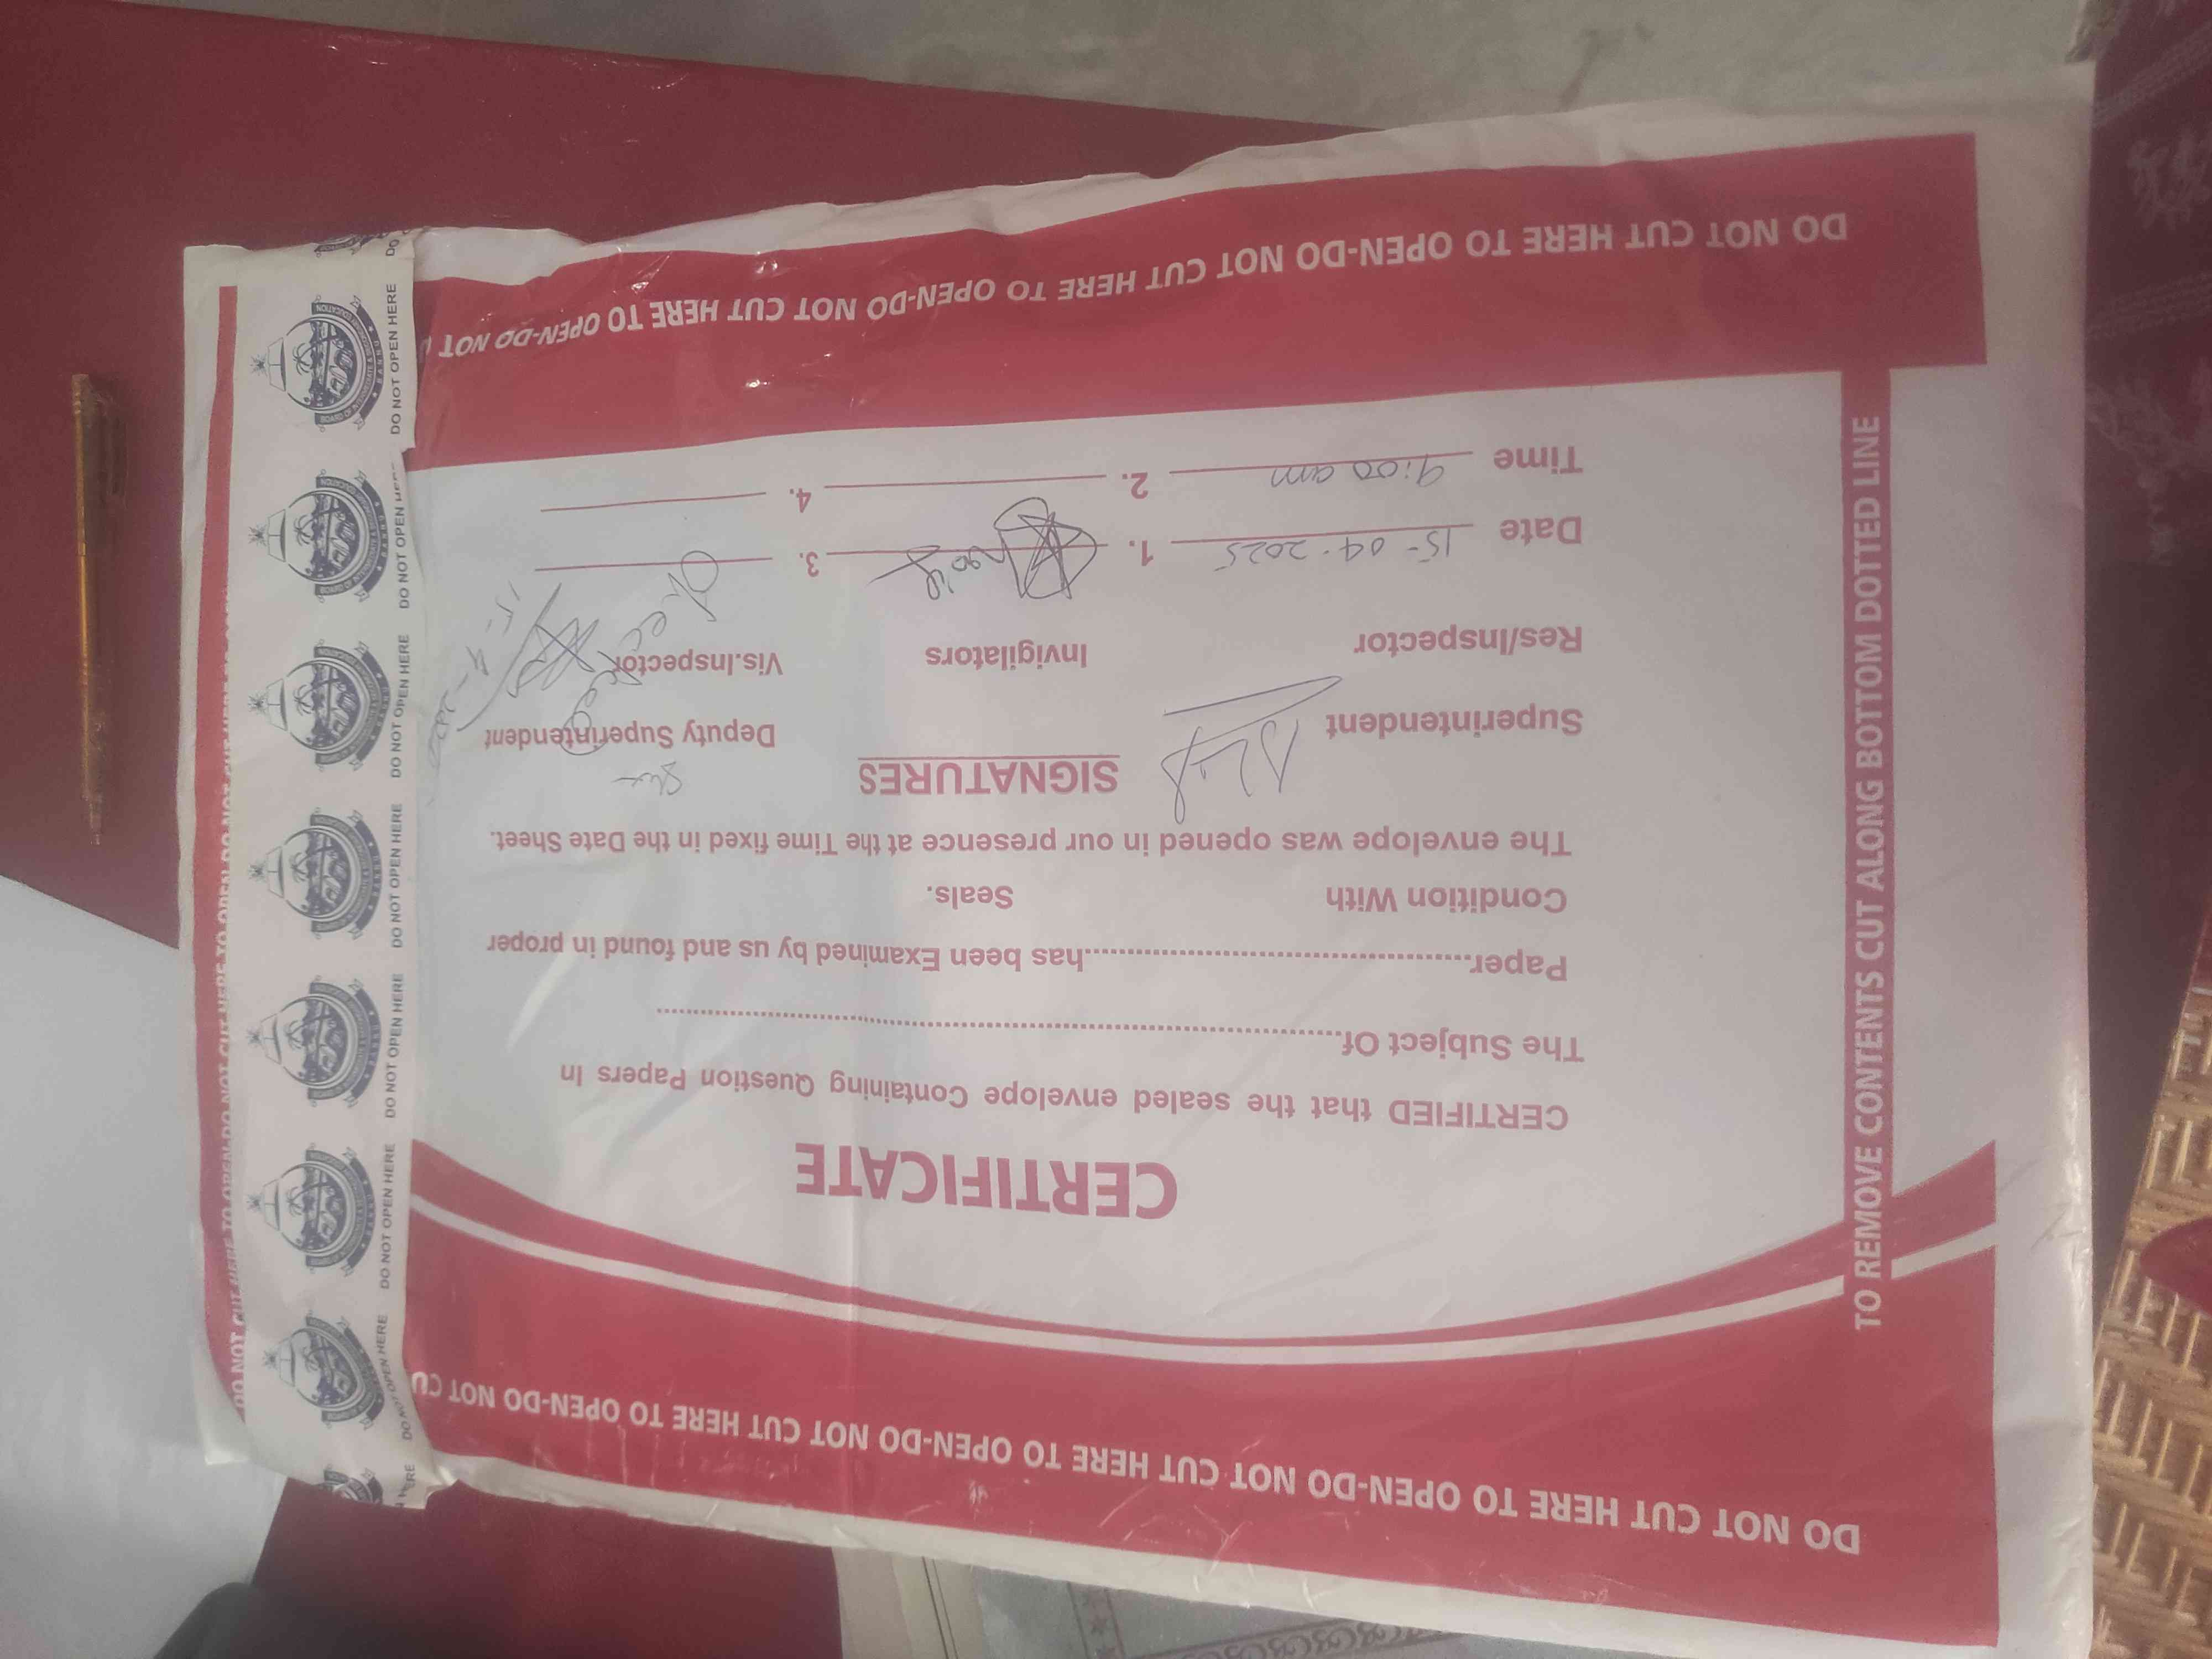 DO NOT CUT HERE TO OPEN-DO NOT CUT HERE TO OPEN-DO NOT CUT HERE TO OPEN-DO NOT CU
CERTIFICATE
CERTIFIED that the sealed envelope Containing Question Papers In
The Subject Of
Paper has been Examined by us and found in proper
Condition With Seals.
The envelope was opened in our presence at the Time fixed in the Date Sheet.
SIGNATURES
Superintendent Deputy Superintendent
Res/Inspector Invigilators Vis.Inspector
Date 15-04-2025 1. 3.
Time 9:00 am 2. 4.
DO NOT CUT HERE TO OPEN-DO NOT CUT HERE TO OPEN-DO NOT CUT HERE TO OPEN-DO NOT
TO REMOVE CONTENTS CUT ALONG BOTTOM DOTTED LINE
DO NOT OPEN HERE
DO NOT OPEN HERE
DO NOT OPEN HERE
DO NOT OPEN HERE
DO NOT OPEN HERE
DO NOT OPEN HERE
DO NOT OPEN HERE
BANNU